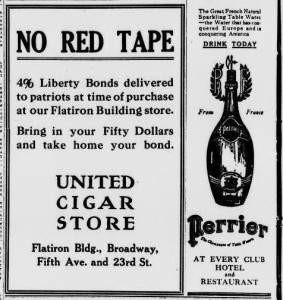 NO RED TAPE
4% Liberty Bonds delivered
to patriots at time of purchase
at our Flatiron Building store.
Bring in your Fifty Dollars
and take home your bond.
UNITED
CIGAR
STORE
Flatiron Bldg., Broadway,
Fifth Ave. and 23rd St.
The Great French Natural
Sparkling Table Water
—the Water that has con-
quered Europe and is
conquering America
DRINK TODAY
From France
Perrier
Perrier
The Champagne of Table Waters
AT EVERY CLUB
HOTEL
and
RESTAURANT